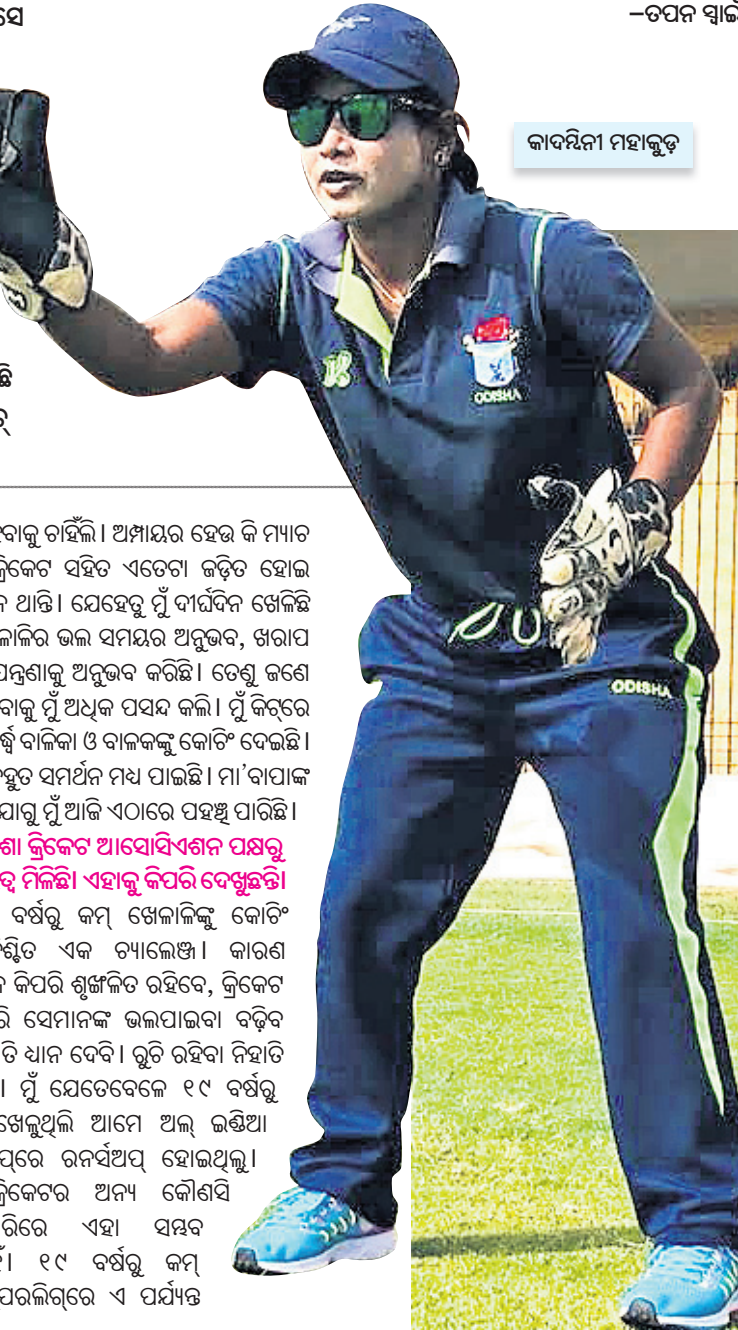 ସେ
–ତପନ ସ୍ୱାଇଁ
କାଦମ୍ବିନୀ ମହାକୁଡ଼
ଛି
ODISHA
ODISHA
ବାକୁ ଚାହିଁଲି। ଅମ୍ପାୟର ହେଉ କି ମ୍ୟାଚ
କ୍ରିକେଟ ସହିତ ଏତେଟା ଜଡ଼ିତ ହୋଇ
ନ ଥାନ୍ତି। ଯେହେତୁ ମୁଁ ଦୀର୍ଘଦିନ ଖେଳିଛି
ଳାଳିର ଭଲ ସମୟର ଅନୁଭବ, ଖରାପ
ଯନ୍ତ୍ରଣାକୁ ଅନୁଭବ କରିଛି। ତେଣୁ ଜଣେ
ବାକୁ ମୁଁ ଅଧିକ ପସନ୍ଦ କଲି। ମୁଁ କିଟ୍‌ରେ
ର୍ଦ୍ଧ୍ୱ ବାଳିକା ଓ ବାଳକଙ୍କୁ କୋଚିଂ ଦେଇଛି।
ବହୁତ ସମର୍ଥନ ମଧ୍ୟ ପାଇଛି। ମା'ବାପାଙ୍କ
ଯୋଗୁ ମୁଁ ଆଜି ଏଠାରେ ପହଞ୍ଚି ପାରିଛି।
ଶା କ୍ରିକେଟ ଆସୋସିଏଶନ ପକ୍ଷରୁ
ତ୍ୱ ମିଳିଛି। ଏହାକୁ କିପରି ଦେଖୁଛନ୍ତି।
ବର୍ଷରୁ କମ୍ ଖେଳାଳିଙ୍କୁ କୋଚିଂ
ଶ୍ଚିତ ଏକ ଚ୍ୟାଲେଞ୍ଜ। କାରଣ
ନ କିପରି ଶୃଙ୍ଖଳିତ ରହିବେ, କ୍ରିକେଟ
ରି ସେମାନଙ୍କ ଭଲପାଇବା ବଢ଼ିବ
ତି ଧ୍ୟାନ ଦେବି। ରୁଚି ରହିବା ନିହାତି
। ମୁଁ ଯେତେବେଳେ ୧୯ ବର୍ଷରୁ
ଖେଳୁଥିଲି ଆମେ ଅଲ୍ ଇଣ୍ଡିଆ
ପ୍‌ରେ ରନର୍ସଅପ୍ ହୋଇଥିଲୁ।
କ୍ରିକେଟର ଅନ୍ୟ କୌଣସି
ରିରେ ଏହା ସମ୍ଭବ
୧୯ ବର୍ଷରୁ କମ୍
ପରଲିଗ୍‌ରେ ଏ ପର୍ଯ୍ୟନ୍ତ